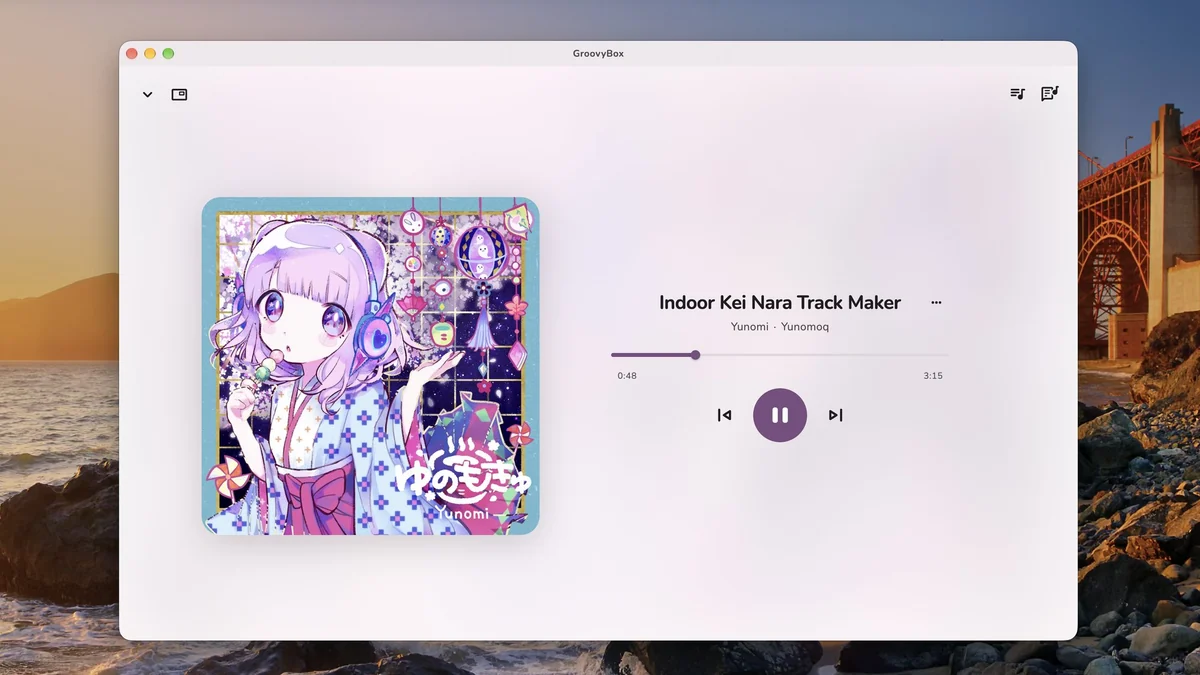 GroovyBox
ゆのもきゅ
Yunomi
Indoor Kei Nara Track Maker
Yunomi · Yunomoq
0:48
3:15